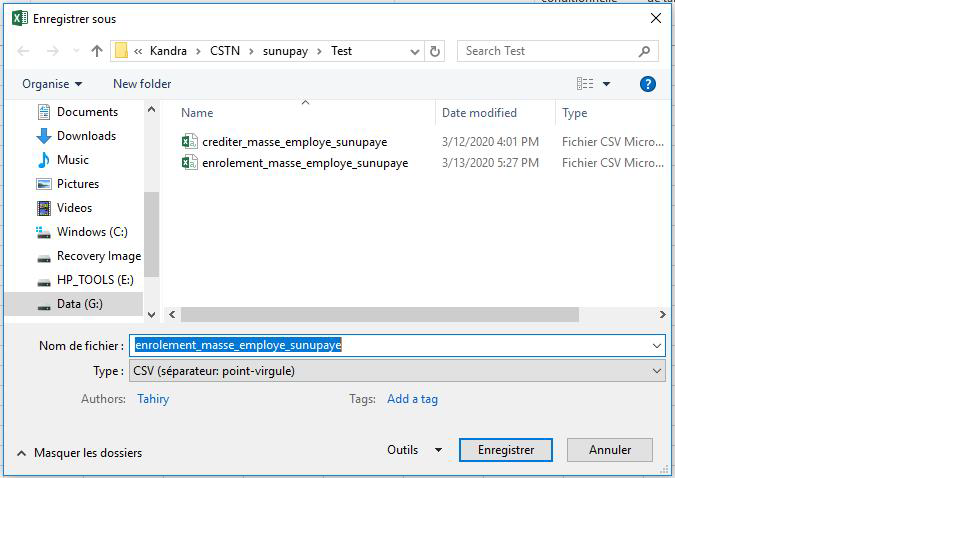 conditionnelle
Enregistrer sous
« Kandra > CSTN > sunupay > Test
Search Test
Organise
New folder
?
Documents
Downloads
Music
Pictures
Videos
Windows (C:)
Recovery Image
HP_TOOLS (E:)
Data (G:)
Name Date modified Type
crediter_masse_employe_sunupaye 3/12/2020 4:01 PM Fichier CSV Micro...
enrolement_masse_employe_sunupaye 3/13/2020 5:27 PM Fichier CSV Micro...
Nom de fichier : enrolement_masse_employe_sunupaye
Type : CSV (séparateur: point-virgule)
Authors: Tahiry Tags: Add a tag
Masquer les dossiers
Outils Enregistrer Annuler